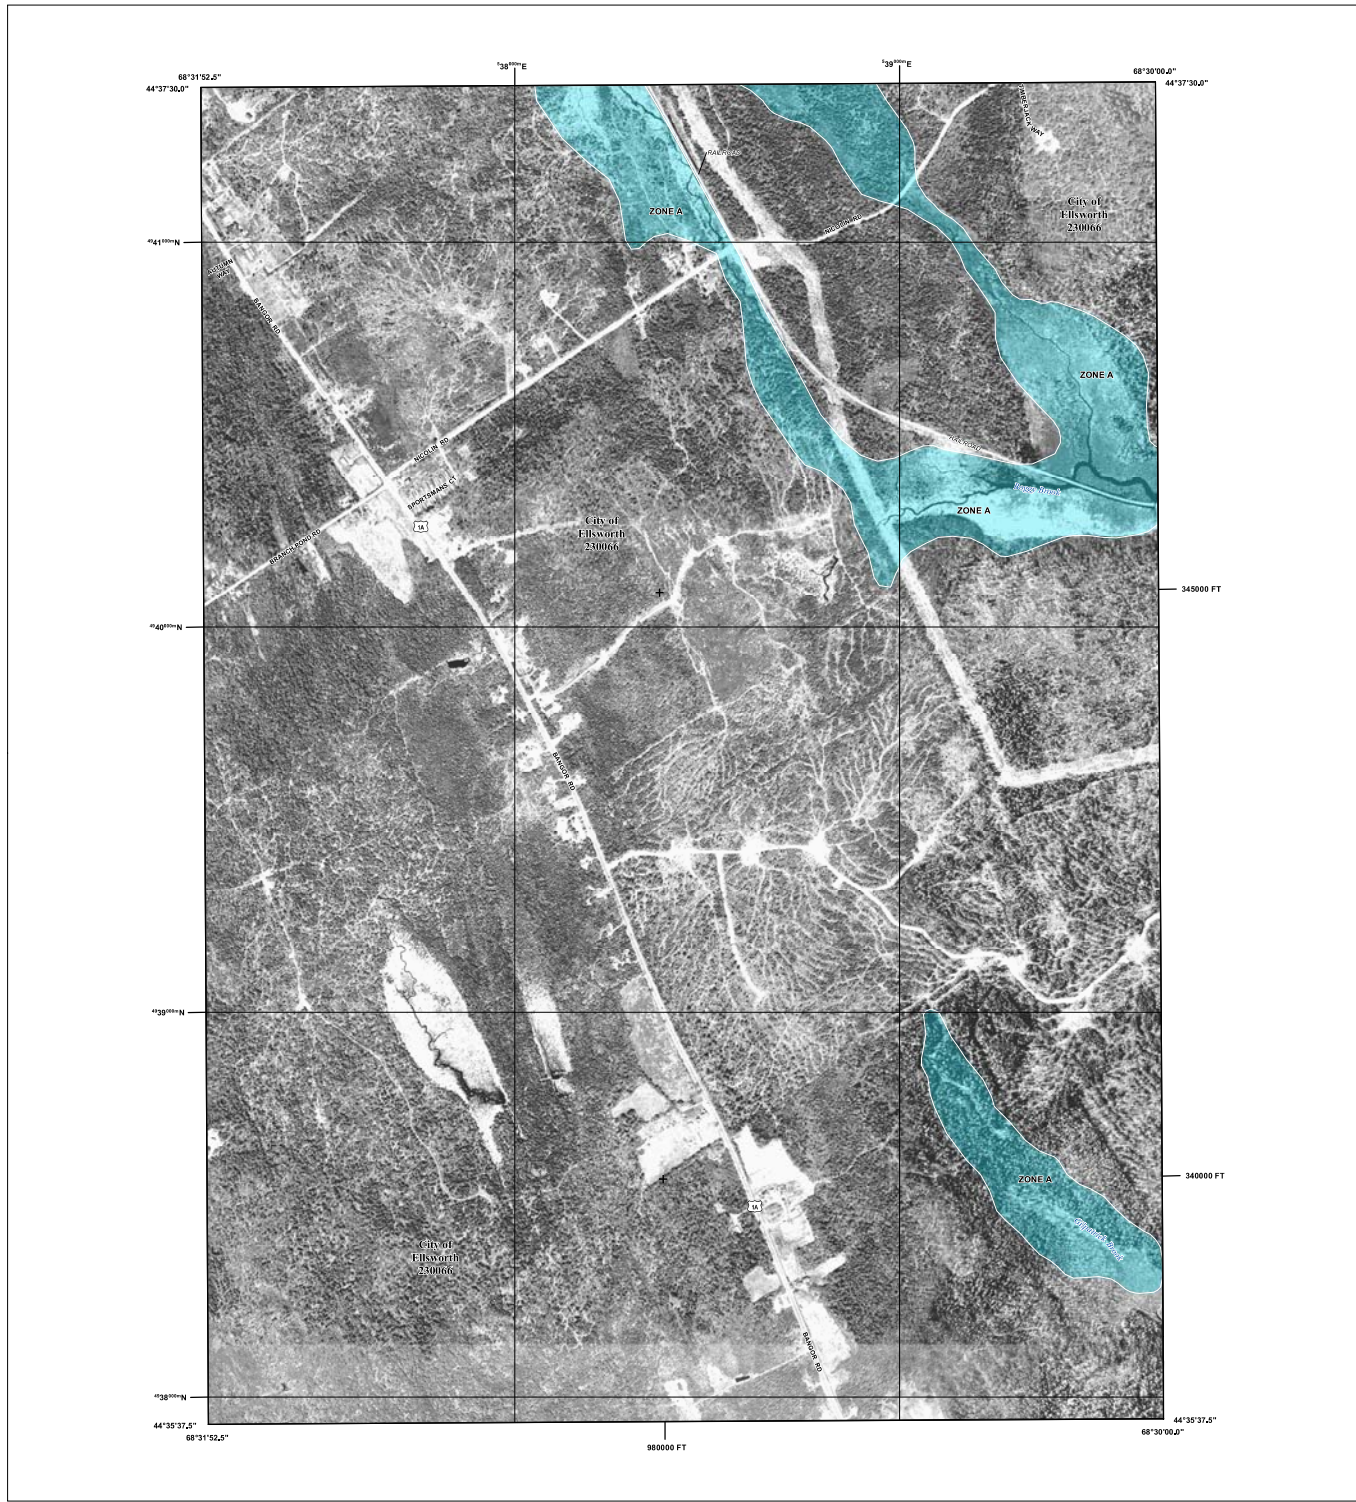 ⁵38⁰⁰⁰ᵐE
⁵39⁰⁰⁰ᵐE
68°31'52.5"
68°30'00.0"
44°37'30.0"
44°37'30.0"
RAILROAD
ZONE A
City of
Ellsworth
230066
NICOLIN RD
⁴⁹41⁰⁰⁰ᵐN
AUTUMN
WAY
BANGOR RD
ZONE A
NICOLIN RD
RAILROAD
SPORTSMANS CT
ZONE A
1A
City of
Ellsworth
230066
BRANCH POND RD
345000 FT
⁴⁹40⁰⁰⁰ᵐN
BANGOR RD
⁴⁹39⁰⁰⁰ᵐN
ZONE A
340000 FT
1A
City of
Ellsworth
230066
BANGOR RD
⁴⁹38⁰⁰⁰ᵐN
44°35'37.5"
44°35'37.5"
68°31'52.5"
68°30'00.0"
980000 FT